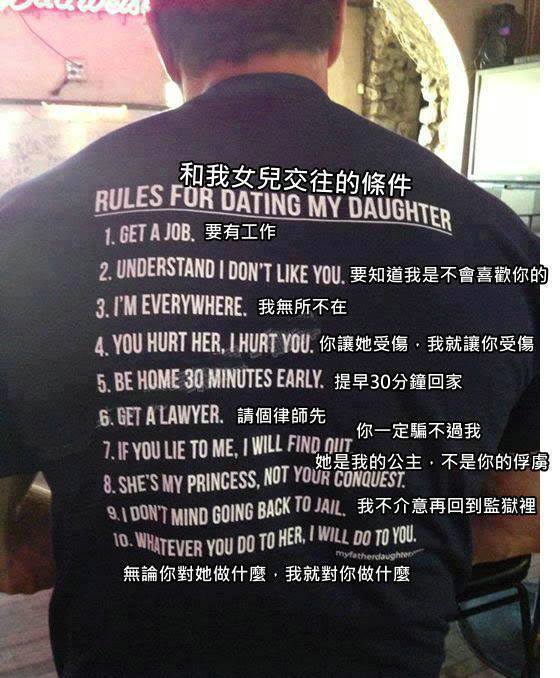 Budweiser
和我女兒交往的條件
RULES FOR DATING MY DAUGHTER
1. GET A JOB. 要有工作
2. UNDERSTAND I DON'T LIKE YOU. 要知道我是不會喜歡你的
3. I'M EVERYWHERE. 我無所不在
4. YOU HURT HER, I HURT YOU. 你讓她受傷，我就讓你受傷
5. BE HOME 30 MINUTES EARLY. 提早30分鐘回家
6. GET A LAWYER. 請個律師先
7. IF YOU LIE TO ME, I WILL FIND OUT 你一定騙不過我
8. SHE'S MY PRINCESS, NOT YOUR CONQUEST. 她是我的公主，不是你的俘虜
9. I DON'T MIND GOING BACK TO JAIL. 我不介意再回到監獄裡
10. WHATEVER YOU DO TO HER, I WILL DO TO YOU.
myfatherdaughter
無論你對她做什麼，我就對你做什麼